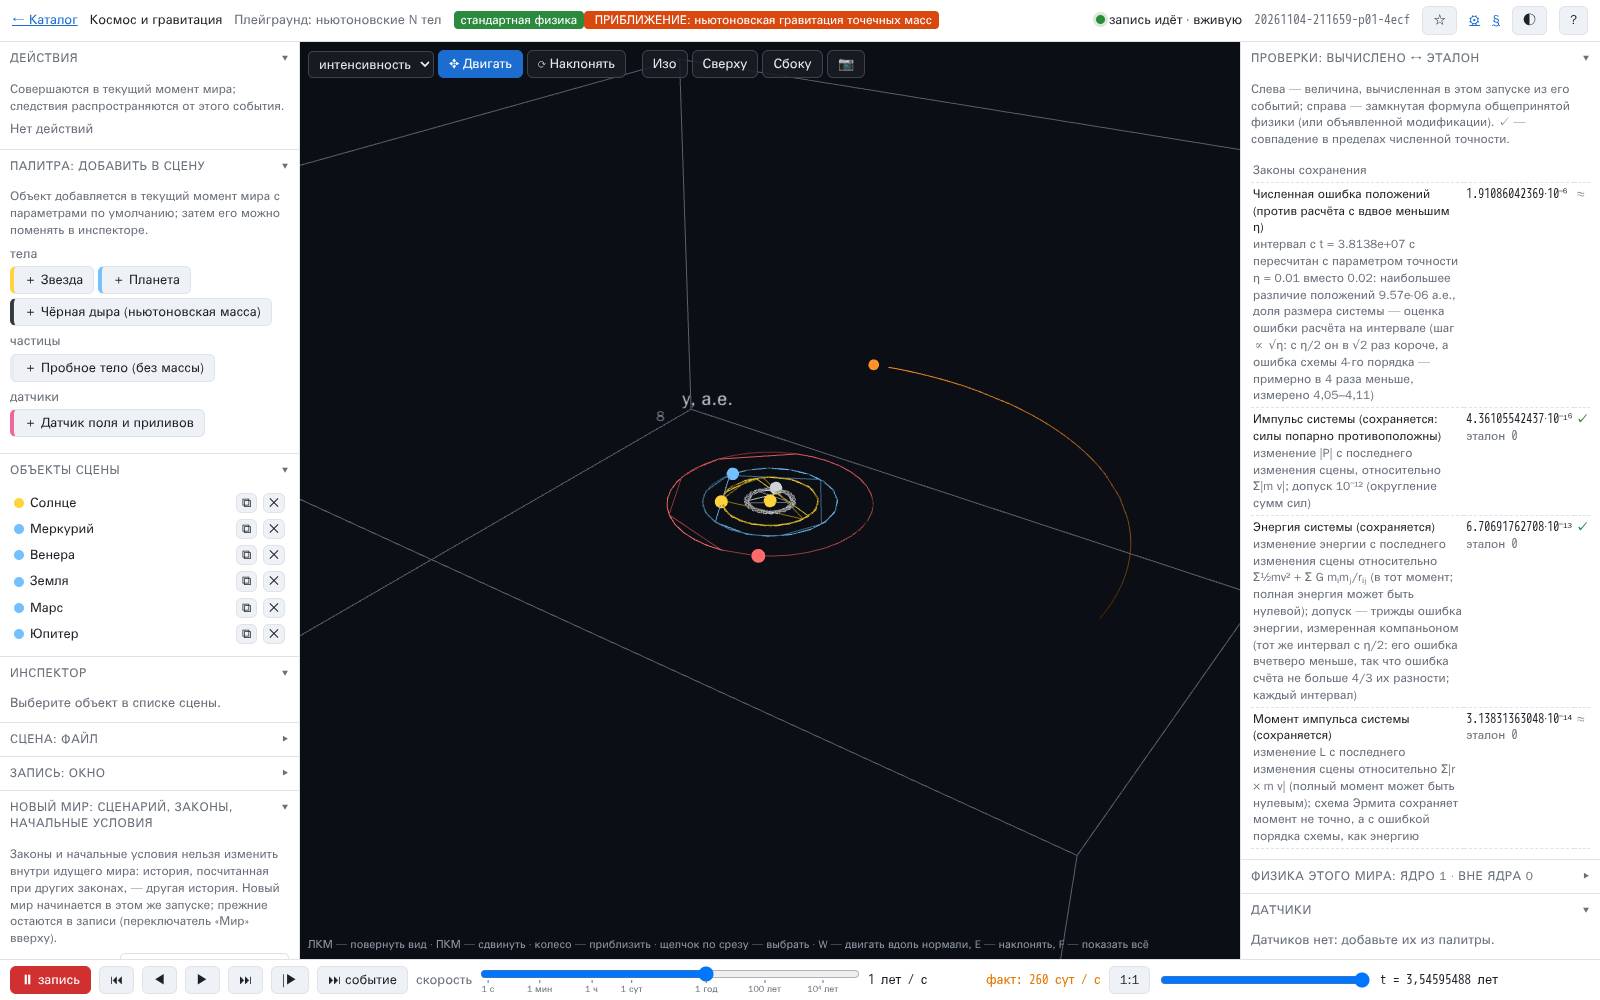 ← Каталог Космос и гравитация Плейграунд: ньютоновские N тел стандартная физика ПРИБЛИЖЕНИЕ: ньютоновская гравитация точечных масс запись идёт · вживую 20261104-211659-p01-4ecf ☆ § ?
ДЕЙСТВИЯ
Совершаются в текущий момент мира;
следствия распространяются от этого события.
Нет действий
ПАЛИТРА: ДОБАВИТЬ В СЦЕНУ
Объект добавляется в текущий момент мира с
параметрами по умолчанию; затем его можно
поменять в инспекторе.
тела
+ Звезда + Планета
+ Чёрная дыра (ньютоновская масса)
частицы
+ Пробное тело (без массы)
датчики
+ Датчик поля и приливов
ОБЪЕКТЫ СЦЕНЫ
Солнце
Меркурий
Венера
Земля
Марс
Юпитер
ИНСПЕКТОР
Выберите объект в списке сцены.
СЦЕНА: ФАЙЛ
ЗАПИСЬ: ОКНО
НОВЫЙ МИР: СЦЕНАРИЙ, ЗАКОНЫ,
НАЧАЛЬНЫЕ УСЛОВИЯ
Законы и начальные условия нельзя изменить
внутри идущего мира: история, посчитанная
при других законах, — другая история. Новый
мир начинается в этом же запуске; прежние
остаются в записи (переключатель «Мир»
вверху).
интенсивность Двигать Наклонять Изо Сверху Сбоку
y, а.е.
8
ЛКМ — повернуть вид · ПКМ — сдвинуть · колесо — приблизить · щелчок по срезу — выбрать · W — двигать вдоль нормали, E — наклонять, F — показать всё
ПРОВЕРКИ: ВЫЧИСЛЕНО ↔ ЭТАЛОН
Слева — величина, вычисленная в этом запуске из его
событий; справа — замкнутая формула общепринятой
физики (или объявленной модификации). ✓ —
совпадение в пределах численной точности.
Законы сохранения
Численная ошибка положений 1.91086042369·10⁻⁶ ≈
(против расчёта с вдвое меньшим
η)
интервал с t = 3.8138e+07 с
пересчитан с параметром точности
η = 0.01 вместо 0.02: наибольшее
различие положений 9.57e-06 а.е.,
доля размера системы — оценка
ошибки расчёта на интервале (шаг
∝ √η: с η/2 он в √2 раз короче, а
ошибка схемы 4-го порядка —
примерно в 4 раза меньше,
измерено 4,05–4,11)
Импульс системы (сохраняется: 4.36105542437·10⁻¹⁶ ✓
силы попарно противоположны) эталон 0
изменение |P| с последнего
изменения сцены, относительно
Σ|m v|; допуск 10⁻¹² (округление
сумм сил)
Энергия системы (сохраняется) 6.70691762708·10⁻¹³ ✓
изменение энергии с последнего эталон 0
изменения сцены относительно
Σ½mv² + Σ G mᵢmⱼ/rᵢⱼ (в тот момент;
полная энергия может быть
нулевой); допуск — трижды ошибка
энергии, измеренная компаньоном
(тот же интервал с η/2: его ошибка
вчетверо меньше, так что ошибка
счёта не больше 4/3 их разности;
каждый интервал)
Момент импульса системы 3.13831363048·10⁻¹⁴ ≈
(сохраняется) эталон 0
изменение L с последнего
изменения сцены относительно Σ|r
× m v| (полный момент может быть
нулевым); схема Эрмита сохраняет
момент не точно, а с ошибкой
порядка схемы, как энергию
ФИЗИКА ЭТОГО МИРА: ЯДРО 1 · ВНЕ ЯДРА 0
ДАТЧИКИ
Датчиков нет: добавьте их из палитры.
запись событие скорость 1 лет / с факт: 260 сут / с 1:1 t = 3,54595488 лет
1 с 1 мин 1 ч 1 сут 1 год 100 лет 10⁴ лет